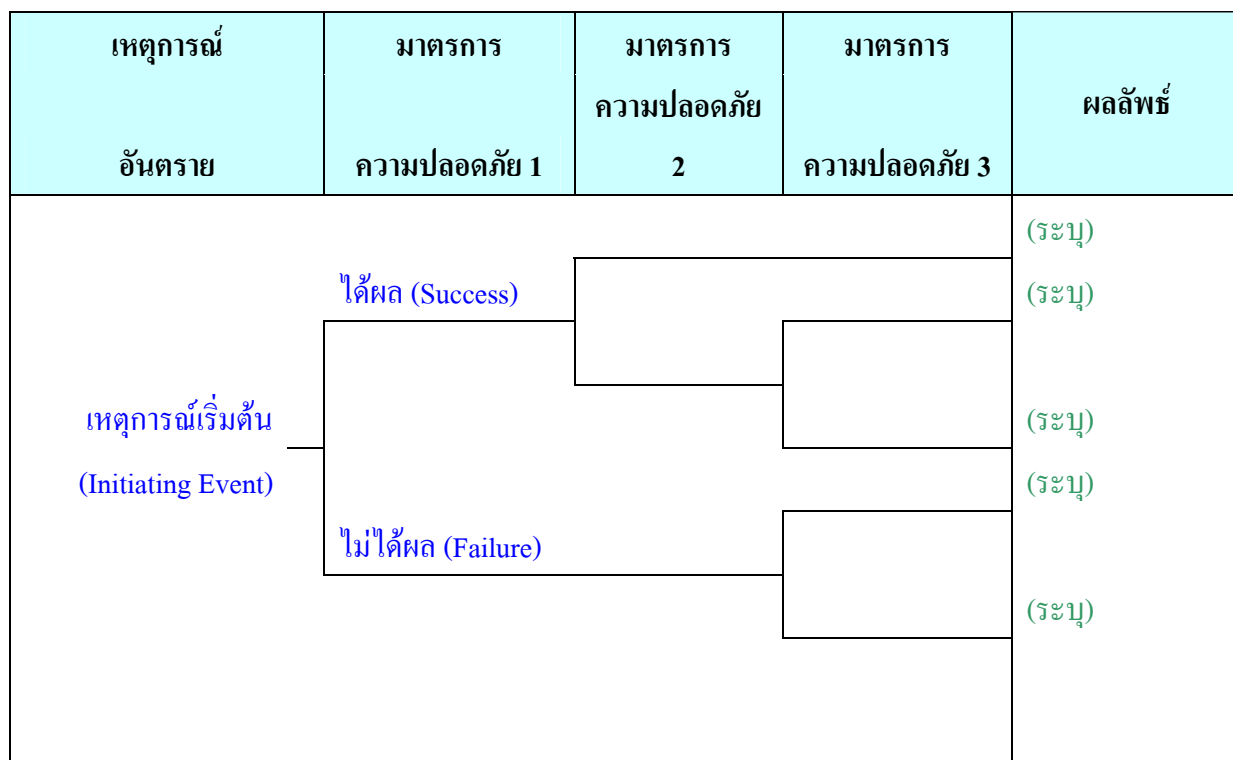 เหตุการณ์
อันตราย
มาตรการ
ความปลอดภัย 1
มาตรการ
ความปลอดภัย
2
มาตรการ
ความปลอดภัย 3
ผลลัพธ์
(ระบุ)
ได้ผล (Success)
(ระบุ)
เหตุการณ์เริ่มต้น
(Initiating Event)
(ระบุ)
(ระบุ)
ไม่ได้ผล (Failure)
(ระบุ)